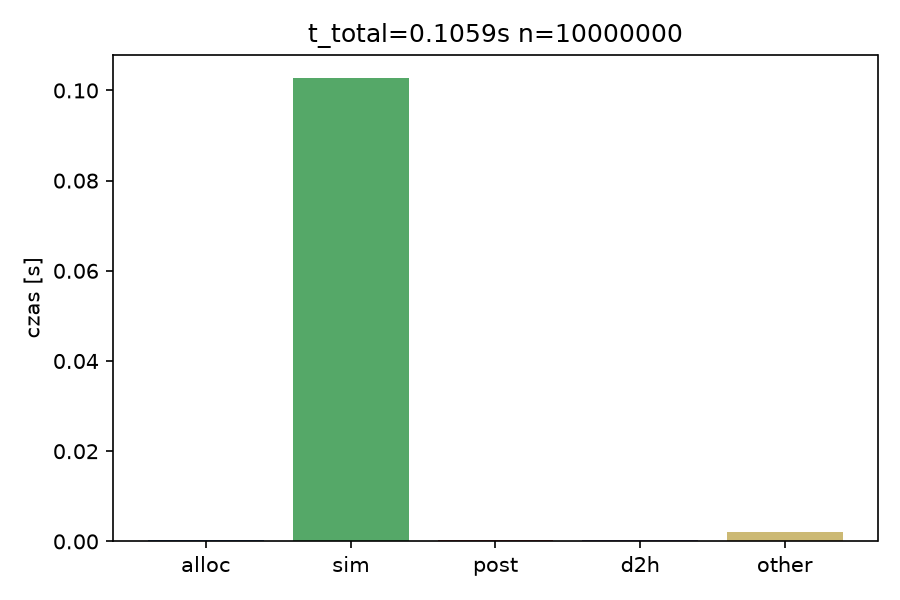 t_total=0.1059s n=10000000
czas [s]
0.10
0.08
0.06
0.04
0.02
0.00
alloc sim post d2h other